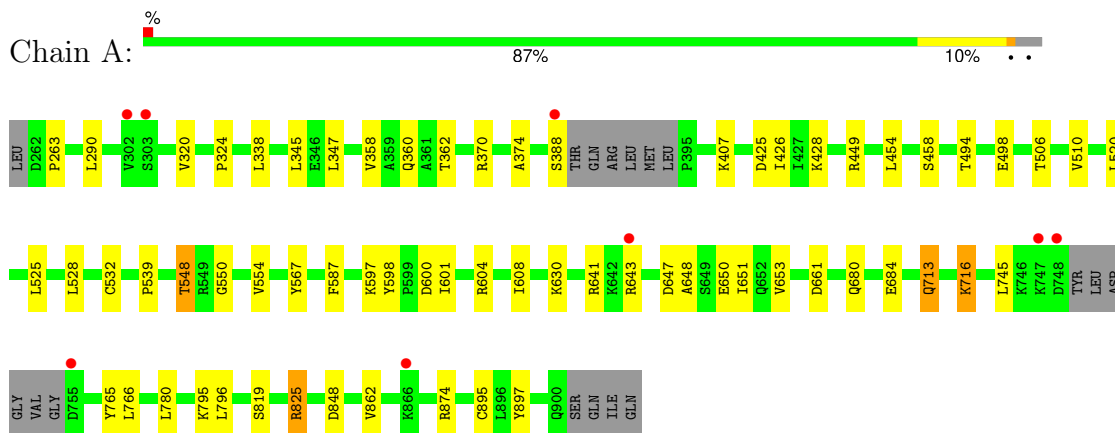 %
Chain A:
87% 10% • •
LEU D262 P263 L290 V302 S303 V320 P324 L338 L345 E346 L347 V358 A359 Q360 A361 T362 R370 A374 S388 THR GLN ARG LEU MET LEU P395 K407 D425 I426 I427 K428 R449 L454 S458 T494 E498 T506 V510
L525 L528 C532 P539 T548 R549 G550 V554 Y567 F587 K597 Y598 P599 D600 I601 R604 I608 K630 R641 K642 R643 D647 A648 S649 E650 I651 Q652 V653 D661 Q680 E684 Q713 K716 L745 K746 K747 D748 TYR LEU
GLY VAL GLY D755 Y765 L766 L780 K795 L796 S819 R825 D848 V862 K866 R874 C895 L896 Y897 Q900 SER GLN ILE GLN